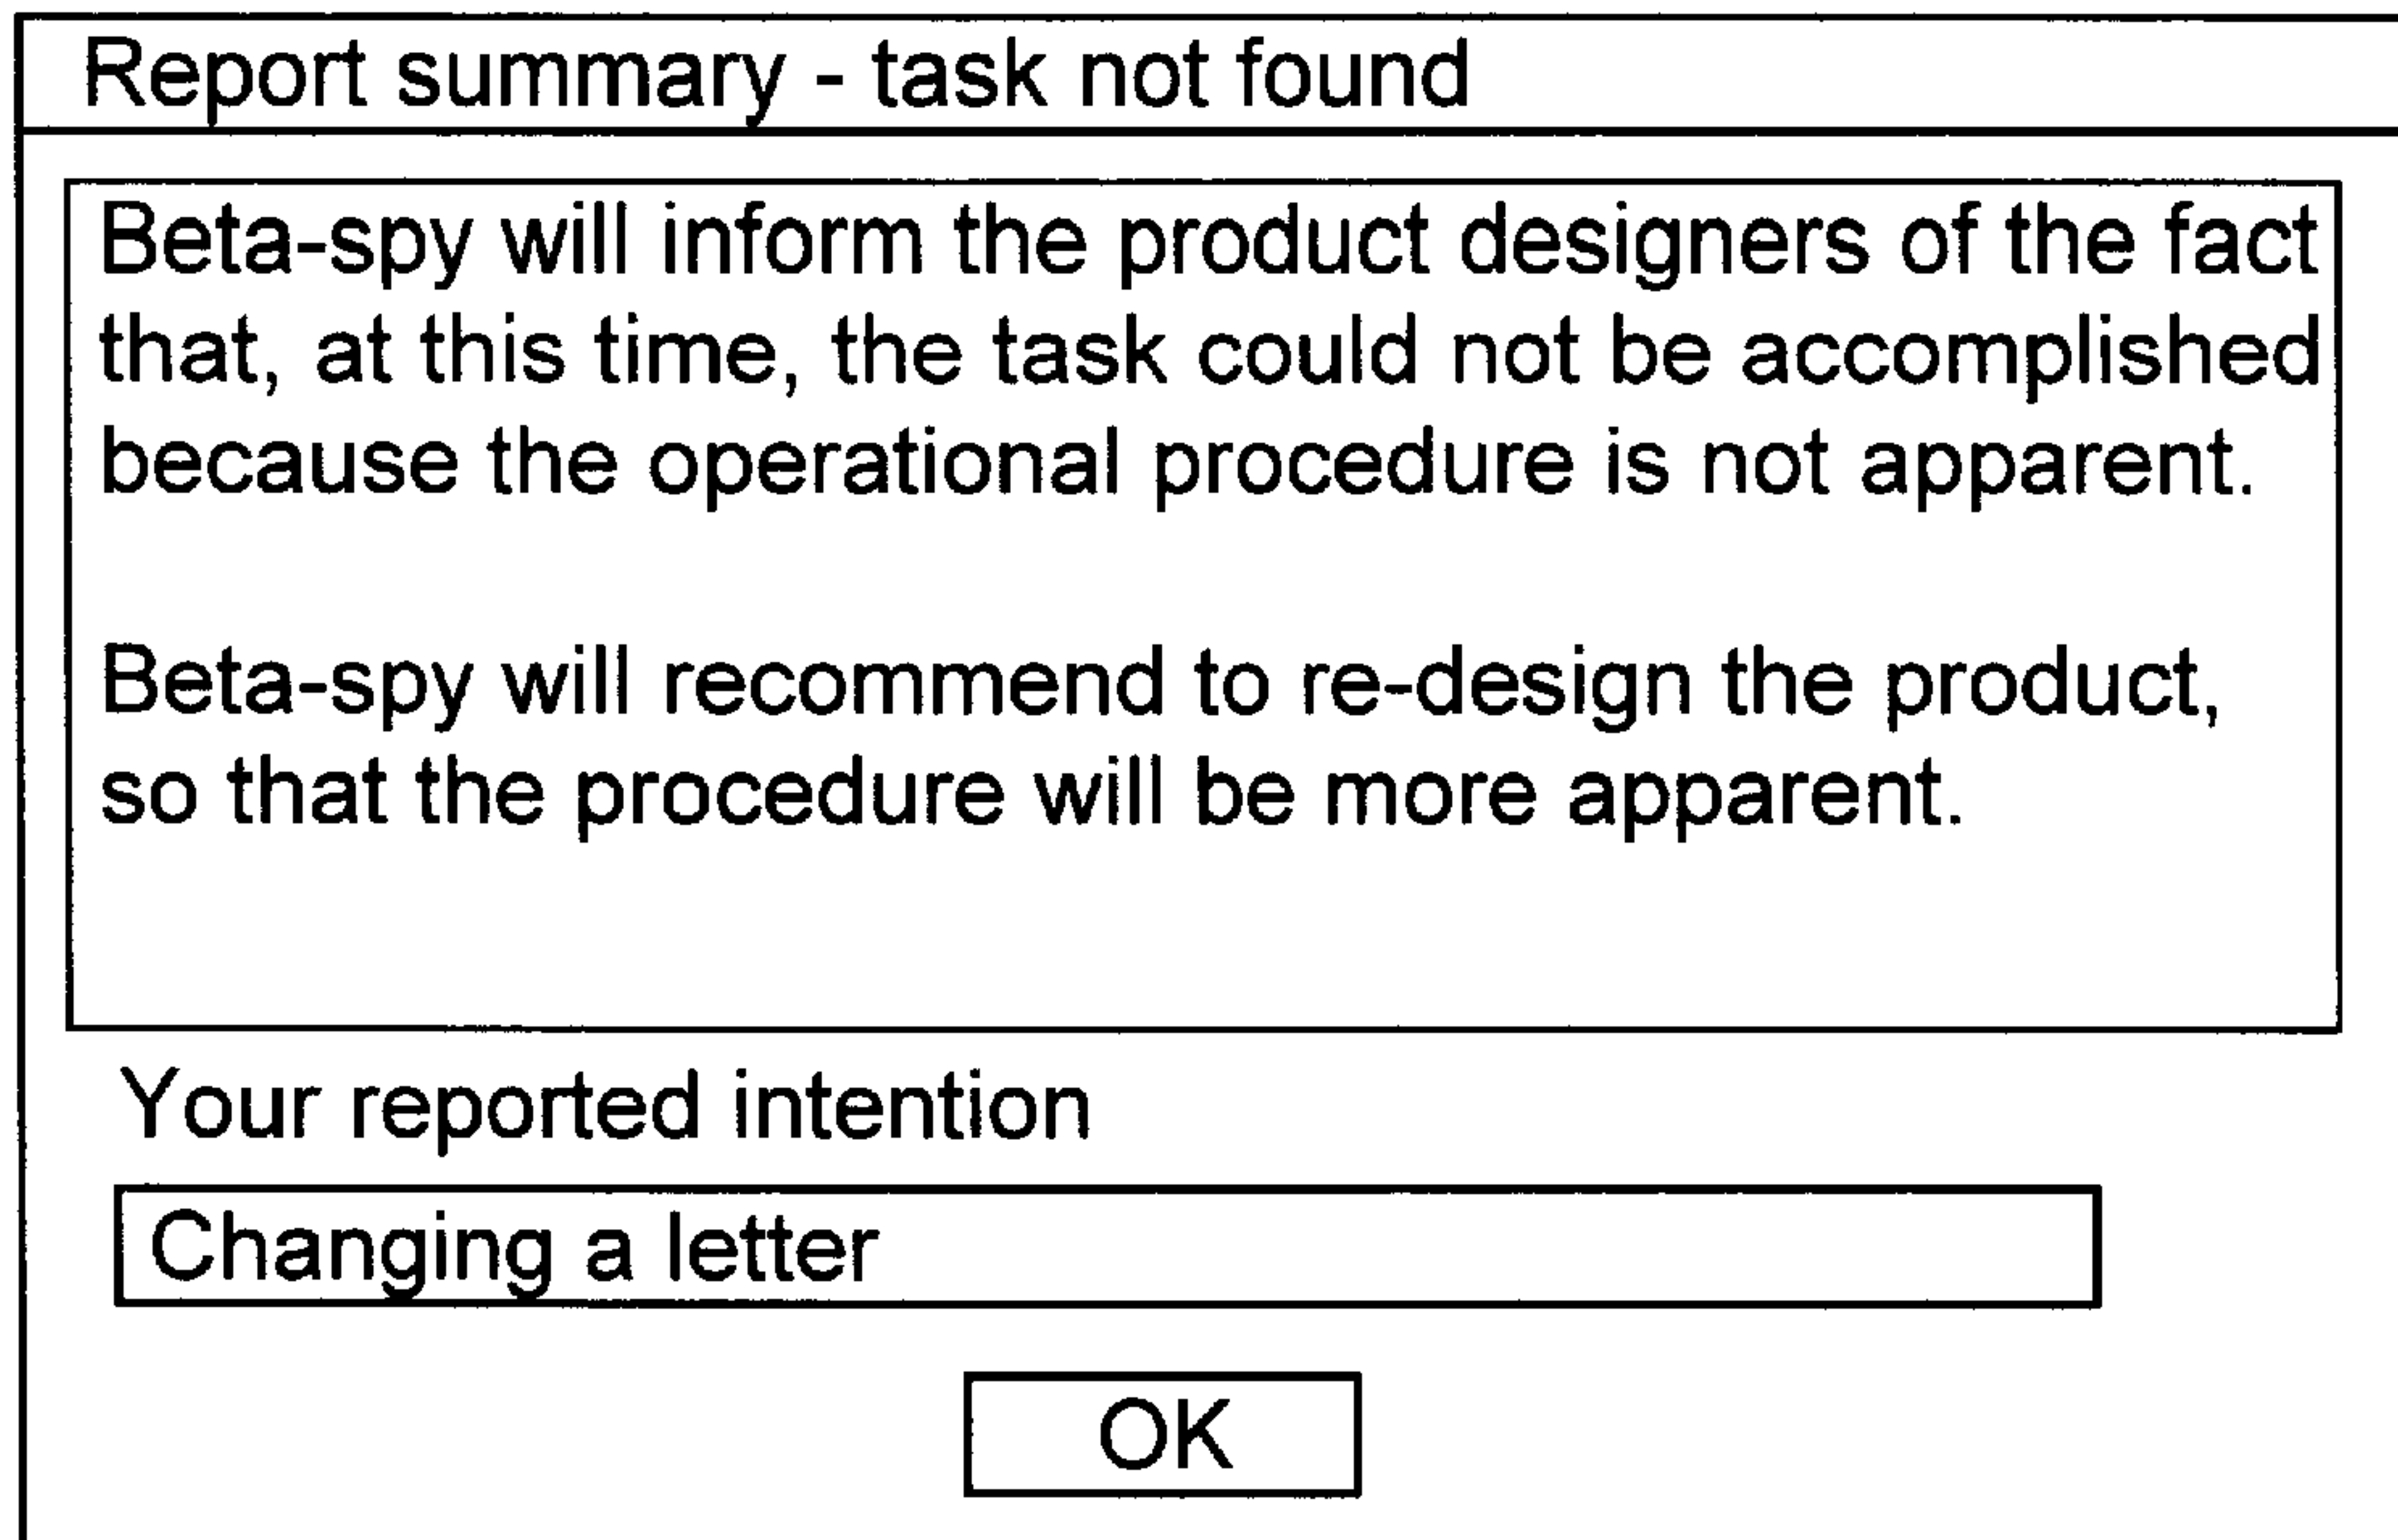 Report summary - task not found
Beta-spy will inform the product designers of the fact
that, at this time, the task could not be accomplished
because the operational procedure is not apparent.
Beta-spy will recommend to re-design the product,
so that the procedure will be more apparent.
Your reported intention
Changing a letter
OK